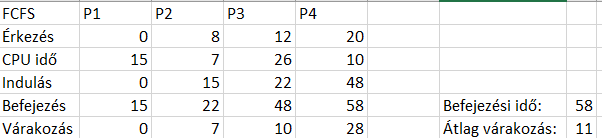 FCFS P1 P2 P3 P4
Érkezés 0 8 12 20
CPU idő 15 7 26 10
Indulás 0 15 22 48
Befejezés 15 22 48 58 Befejezési idő: 58
Várakozás 0 7 10 28 Átlag várakozás: 11